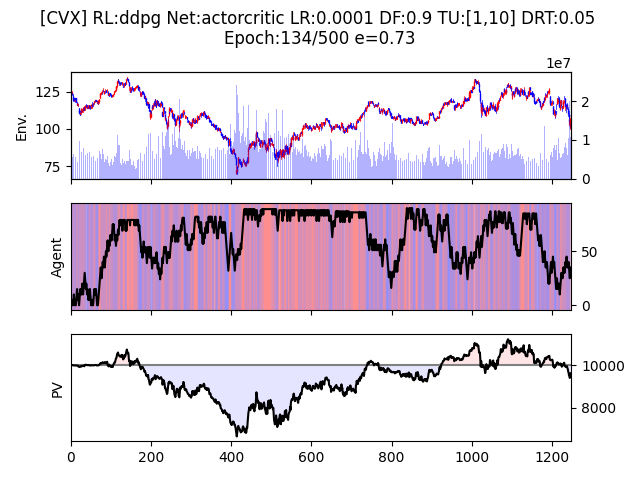 [CVX] RL:ddpg Net:actorcritic LR:0.0001 DF:0.9 TU:[1,10] DRT:0.05
Epoch:134/500 e=0.73
1e7
Env.
125
100
75
2
1
0
Agent
50
0
PV
10000
8000
0
200
400
600
800
1000
1200